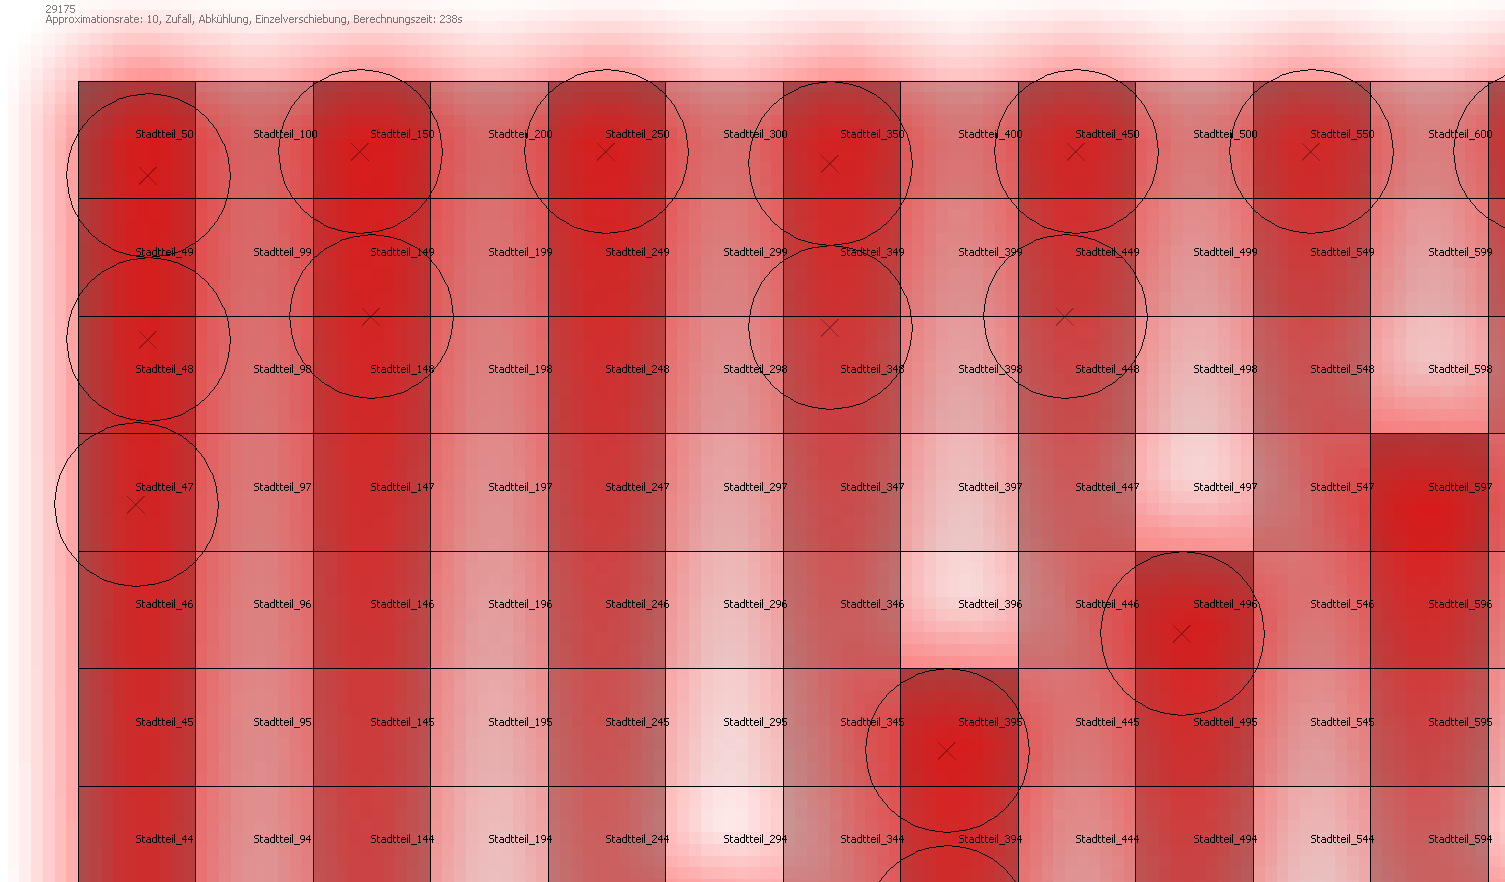 29175
Approximationsrate: 10, Zufall, Abkühlung, Einzelverschiebung, Berechnungszeit: 238s
Stadtteil_50 Stadtteil_100 Stadtteil_150 Stadtteil_200 Stadtteil_250 Stadtteil_300 Stadtteil_350 Stadtteil_400 Stadtteil_450 Stadtteil_500 Stadtteil_550 Stadtteil_600
Stadtteil_49 Stadtteil_99 Stadtteil_149 Stadtteil_199 Stadtteil_249 Stadtteil_299 Stadtteil_349 Stadtteil_399 Stadtteil_449 Stadtteil_499 Stadtteil_549 Stadtteil_599
Stadtteil_48 Stadtteil_98 Stadtteil_148 Stadtteil_198 Stadtteil_248 Stadtteil_298 Stadtteil_348 Stadtteil_398 Stadtteil_448 Stadtteil_498 Stadtteil_548 Stadtteil_598
Stadtteil_47 Stadtteil_97 Stadtteil_147 Stadtteil_197 Stadtteil_247 Stadtteil_297 Stadtteil_347 Stadtteil_397 Stadtteil_447 Stadtteil_497 Stadtteil_547 Stadtteil_597
Stadtteil_46 Stadtteil_96 Stadtteil_146 Stadtteil_196 Stadtteil_246 Stadtteil_296 Stadtteil_346 Stadtteil_396 Stadtteil_446 Stadtteil_496 Stadtteil_546 Stadtteil_596
Stadtteil_45 Stadtteil_95 Stadtteil_145 Stadtteil_195 Stadtteil_245 Stadtteil_295 Stadtteil_345 Stadtteil_395 Stadtteil_445 Stadtteil_495 Stadtteil_545 Stadtteil_595
Stadtteil_44 Stadtteil_94 Stadtteil_144 Stadtteil_194 Stadtteil_244 Stadtteil_294 Stadtteil_344 Stadtteil_394 Stadtteil_444 Stadtteil_494 Stadtteil_544 Stadtteil_594